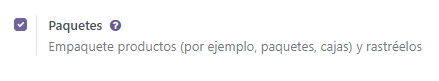 Paquetes ?
Empaquete productos (por ejemplo, paquetes, cajas) y rastréelos